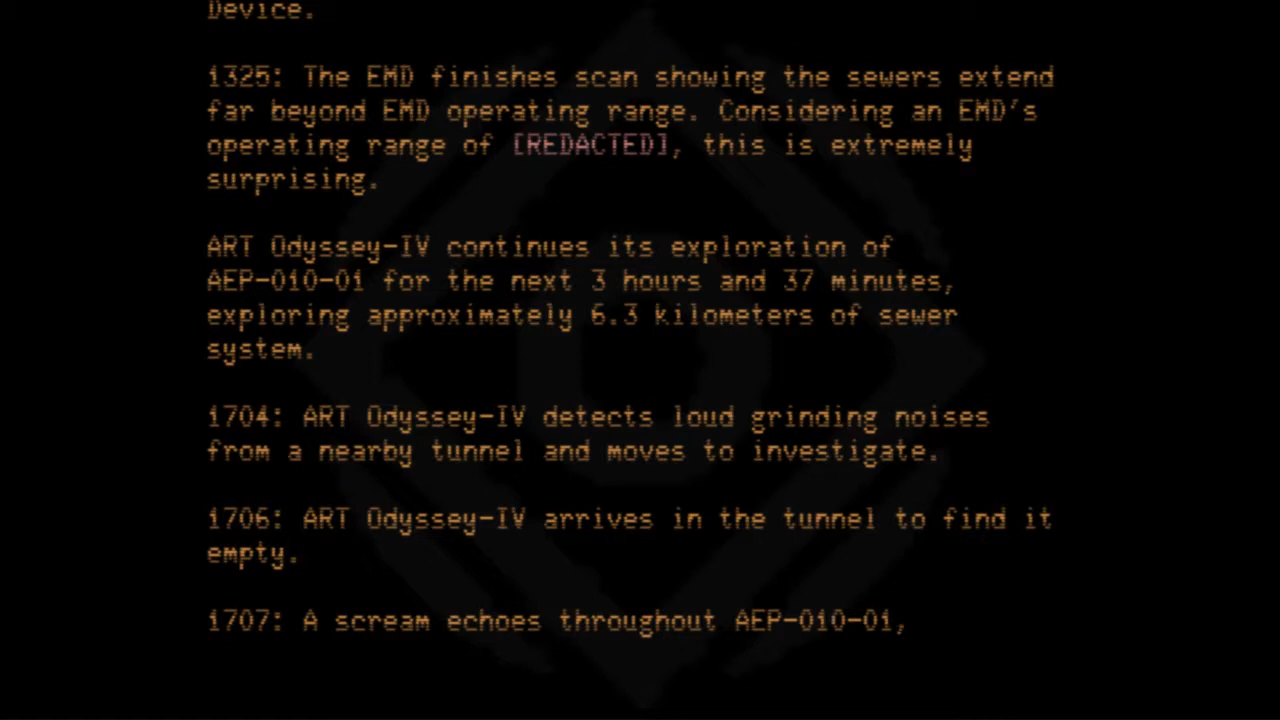 Device.
1325: The EMD finishes scan showing the sewers extend
far beyond EMD operating range. Considering an EMD's
operating range of [REDACTED], this is extremely
surprising.
ART Odyssey-IV continues its exploration of
AEP-010-01 for the next 3 hours and 37 minutes,
exploring approximately 6.3 kilometers of sewer
system.
1704: ART Odyssey-IV detects loud grinding noises
from a nearby tunnel and moves to investigate.
1706: ART Odyssey-IV arrives in the tunnel to find it
empty.
1707: A scream echoes throughout AEP-010-01,